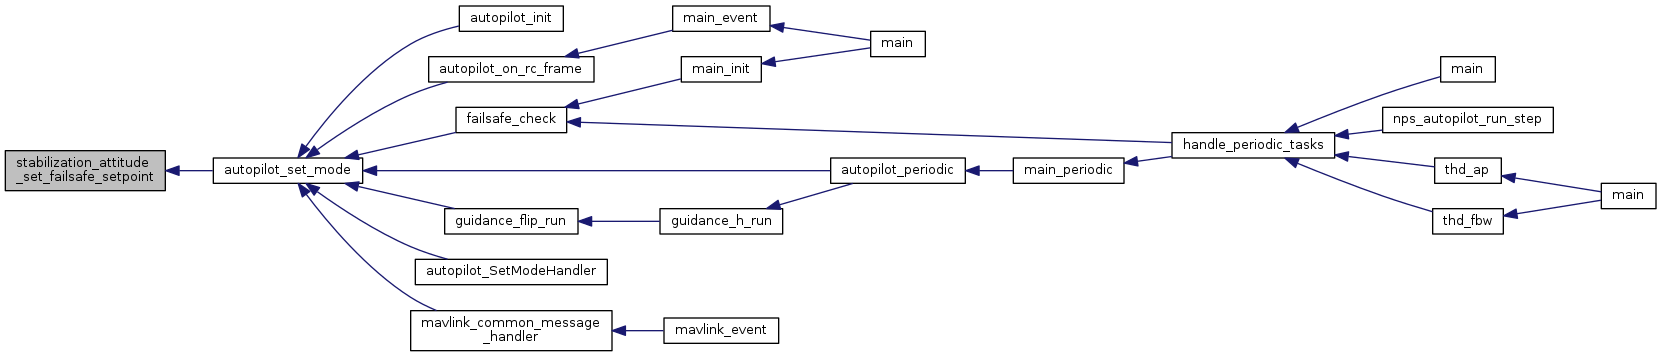 stabilization_attitude
_set_failsafe_setpoint
autopilot_set_mode
autopilot_init
autopilot_on_rc_frame
failsafe_check
guidance_flip_run
autopilot_SetModeHandler
mavlink_common_message
_handler
main_event
main_init
main
autopilot_periodic
guidance_h_run
mavlink_event
main_periodic
handle_periodic_tasks
main
nps_autopilot_run_step
thd_ap
thd_fbw
main